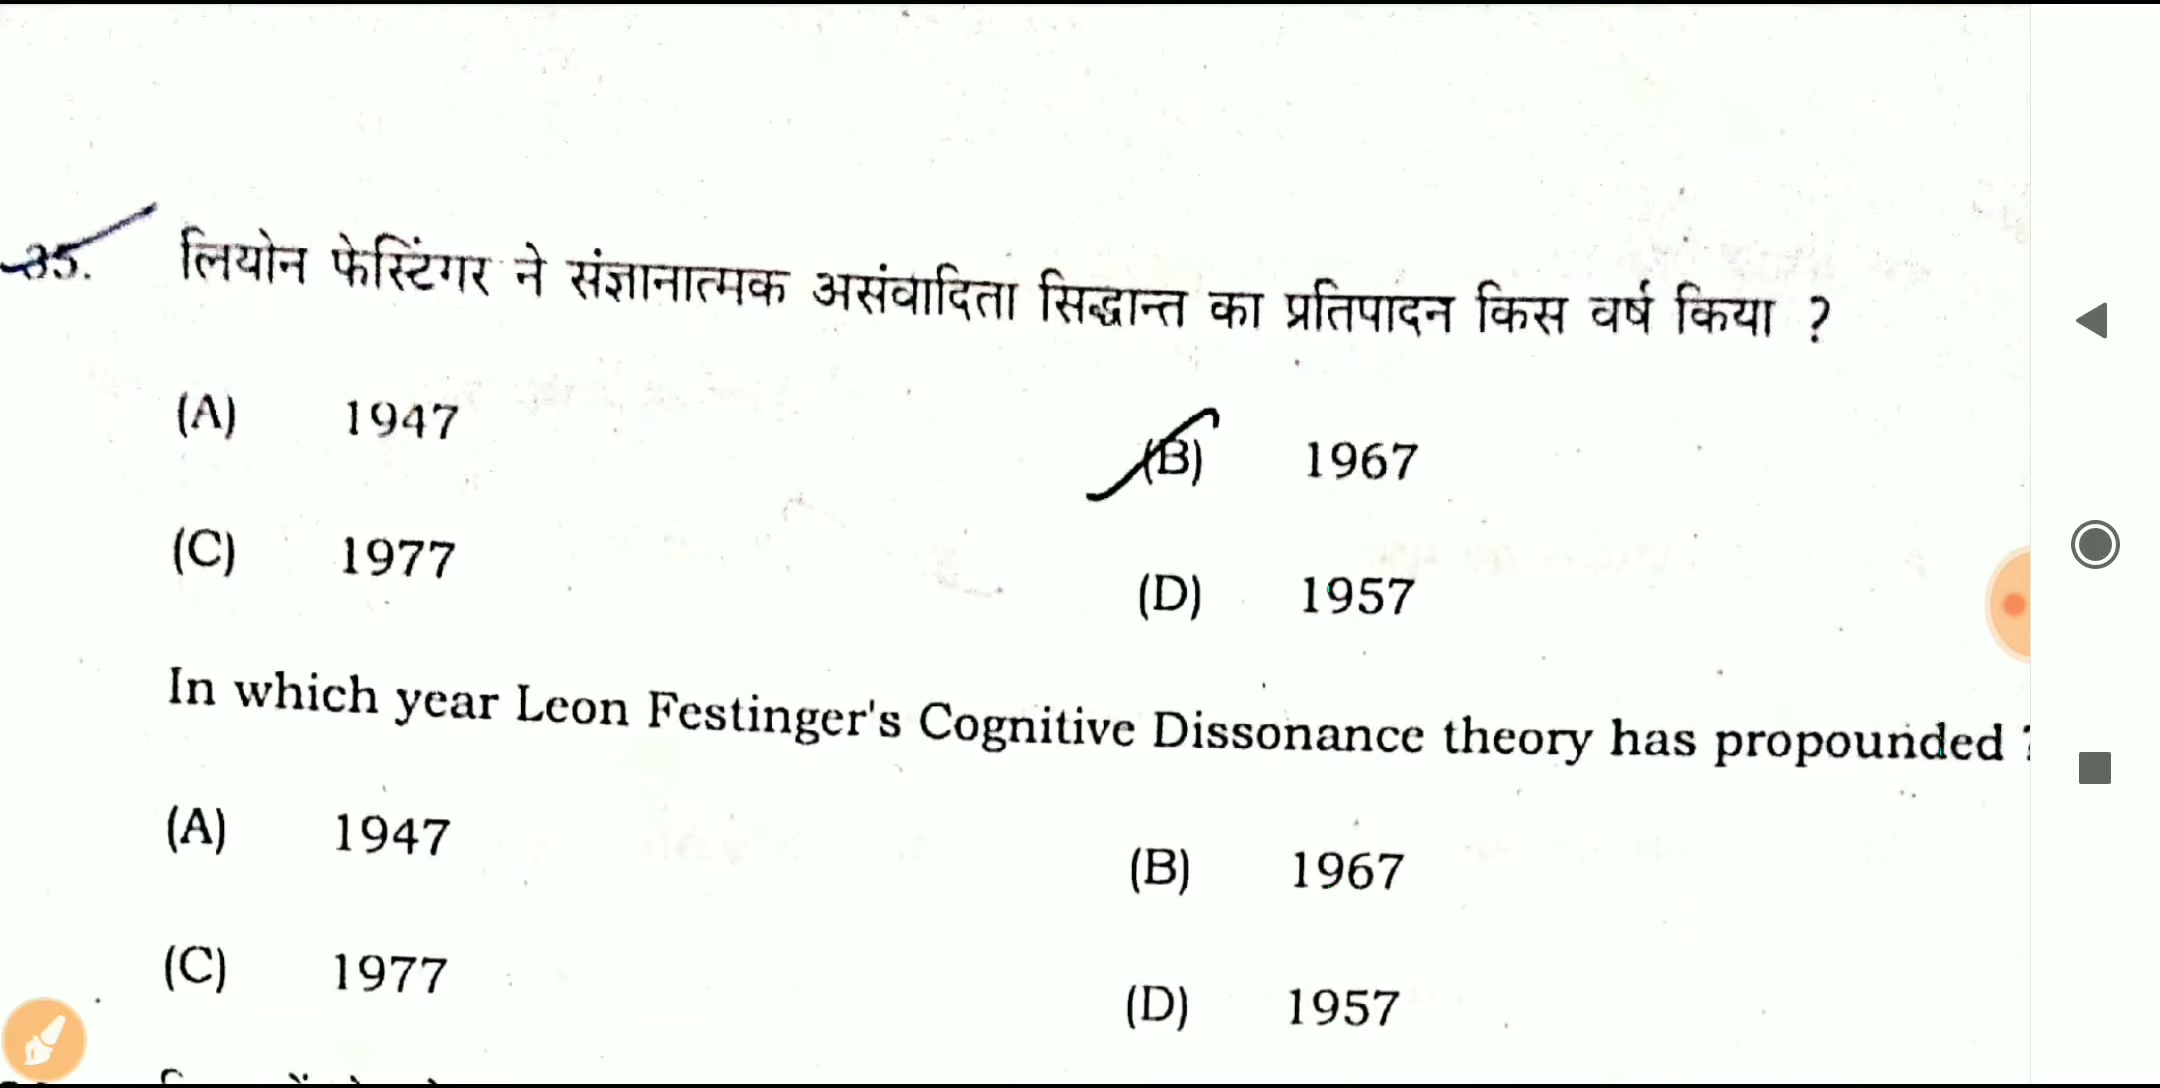 35. लियोन फेस्टिंगर ने संज्ञानात्मक असंवादिता सिद्धान्त का प्रतिपादन किस वर्ष किया ?
(A) 1947
(B) 1967
(C) 1977
(D) 1957
In which year Leon Festinger's Cognitive Dissonance theory has propounded ?
(A) 1947
(B) 1967
(C) 1977
(D) 1957